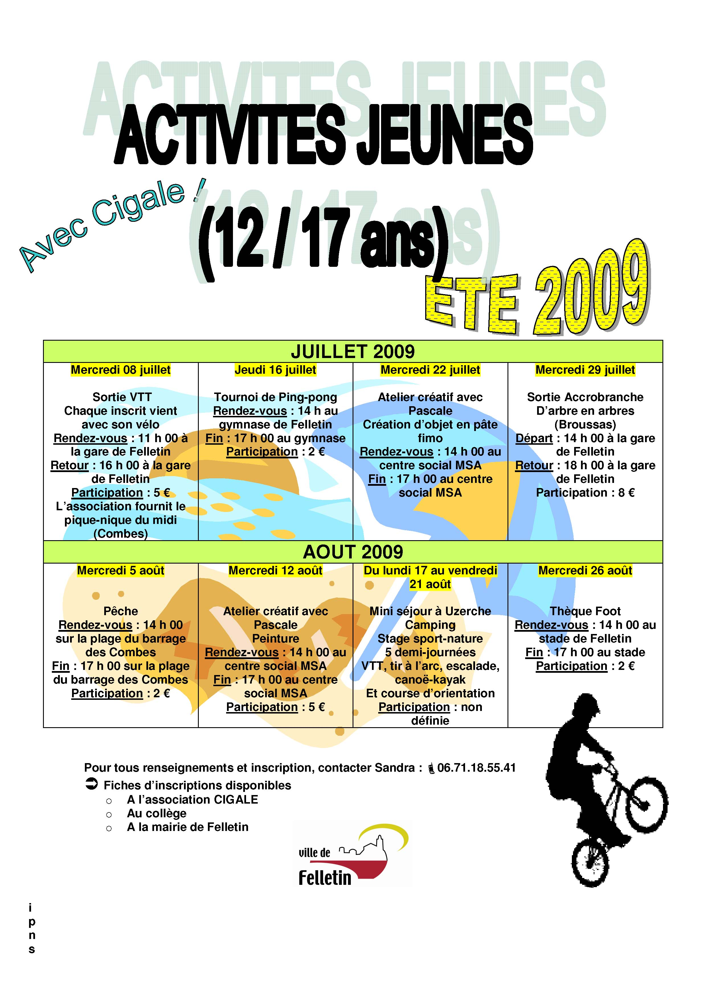 ACTIVITES JEUNES
Avec Cigale !
(12 / 17 ans)
ETE 2009
JUILLET 2009
Mercredi 08 juillet
Sortie VTT
Chaque inscrit vient
avec son vélo
Rendez-vous : 11 h 00 à
la gare de Felletin
Retour : 16 h 00 à la gare
de Felletin
Participation : 5 €
L’association fournit le
pique-nique du midi
(Combes)
Jeudi 16 juillet
Tournoi de Ping-pong
Rendez-vous : 14 h au
gymnase de Felletin
Fin : 17 h 00 au gymnase
Participation : 2 €
Mercredi 22 juillet
Atelier créatif avec
Pascale
Création d’objet en pâte
fimo
Rendez-vous : 14 h 00 au
centre social MSA
Fin : 17 h 00 au centre
social MSA
Mercredi 29 juillet
Sortie Accrobranche
D’arbre en arbres
(Broussas)
Départ : 14 h 00 à la gare
de Felletin
Retour : 18 h 00 à la gare
de Felletin
Participation : 8 €
AOUT 2009
Mercredi 5 août
Pêche
Rendez-vous : 14 h 00
sur la plage du barrage
des Combes
Fin : 17 h 00 sur la plage
du barrage des Combes
Participation : 2 €
Mercredi 12 août
Atelier créatif avec
Pascale
Peinture
Rendez-vous : 14 h 00 au
centre social MSA
Fin : 17 h 00 au centre
social MSA
Participation : 5 €
Du lundi 17 au vendredi
21 août
Mini séjour à Uzerche
Camping
Stage sport-nature
5 demi-journées
VTT, tir à l’arc, escalade,
canoë-kayak
Et course d’orientation
Participation : non
définie
Mercredi 26 août
Thèque Foot
Rendez-vous : 14 h 00 au
stade de Felletin
Fin : 17 h 00 au stade
Participation : 2 €
Pour tous renseignements et inscription, contacter Sandra : 06.71.18.55.41
Fiches d’inscriptions disponibles
o A l’association CIGALE
o Au collège
o A la mairie de Felletin
ville de
Felletin
i
p
n
s